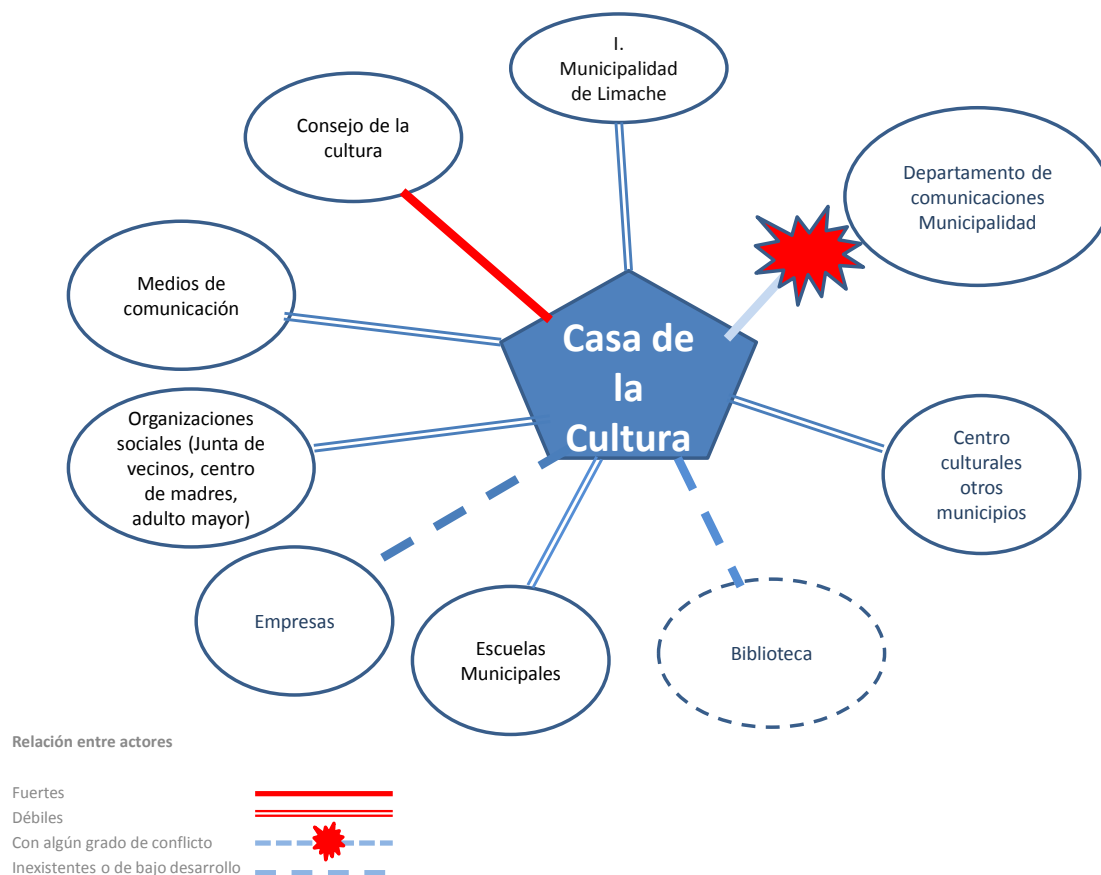 I.
Municipalidad
de Limache
Consejo de la
cultura
Departamento de
comunicaciones
Municipalidad
Medios de
comunicación
Casa de
la
Cultura
Organizaciones
sociales (Junta de
vecinos, centro
de madres,
adulto mayor)
Centro
culturales
otros
municipios
Empresas
Escuelas
Municipales
Biblioteca
Relación entre actores
Fuertes
Débiles
Con algún grado de conflicto
Inexistentes o de bajo desarrollo